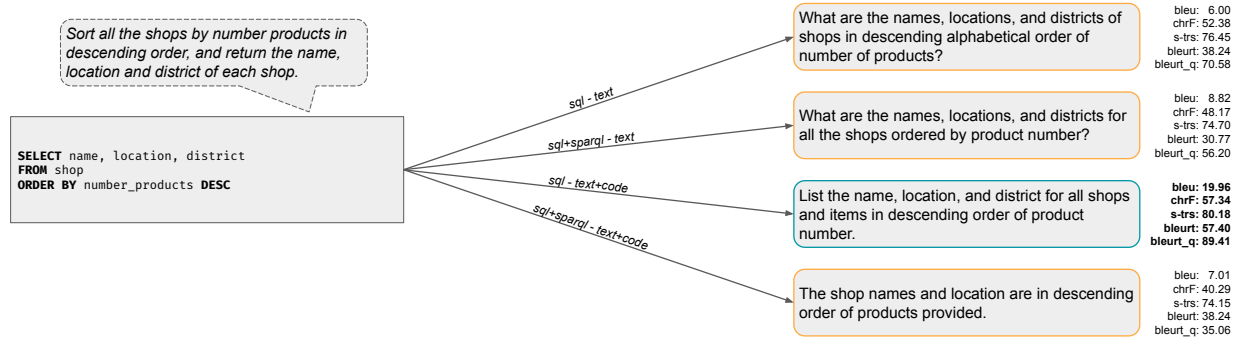 Sort all the shops by number products in
descending order, and return the name,
location and district of each shop.
SELECT name, location, district
FROM shop
ORDER BY number_products DESC
sql - text
sql+sparql - text
sql - text+code
sql+sparql - text+code
What are the names, locations, and districts of
shops in descending alphabetical order of
number of products?
bleu: 6.00
chrF: 52.38
s-trs: 76.45
bleurt: 38.24
bleurt_q: 70.58
What are the names, locations, and districts for
all the shops ordered by product number?
bleu: 8.82
chrF: 48.17
s-trs: 74.70
bleurt: 30.77
bleurt_q: 56.20
List the name, location, and district for all shops
and items in descending order of product
number.
bleu: 19.96
chrF: 57.34
s-trs: 80.18
bleurt: 57.40
bleurt_q: 89.41
The shop names and location are in descending
order of products provided.
bleu: 7.01
chrF: 40.29
s-trs: 74.15
bleurt: 38.24
bleurt_q: 35.06